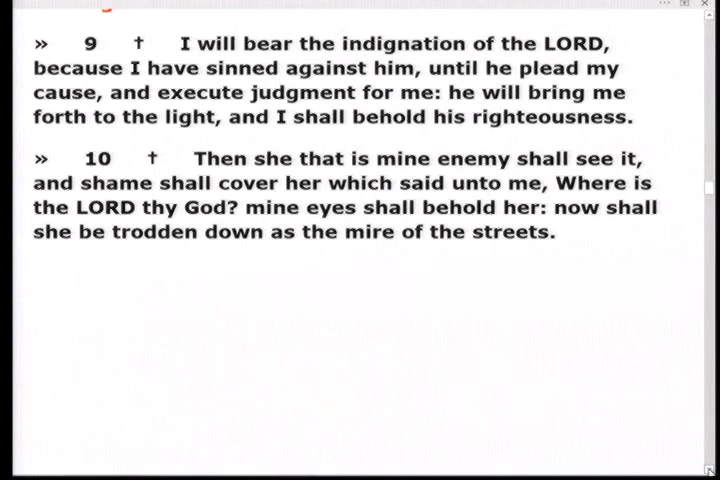 » 9 † I will bear the indignation of the LORD,
because I have sinned against him, until he plead my
cause, and execute judgment for me: he will bring me
forth to the light, and I shall behold his righteousness.
» 10 † Then she that is mine enemy shall see it,
and shame shall cover her which said unto me, Where is
the LORD thy God? mine eyes shall behold her: now shall
she be trodden down as the mire of the streets.